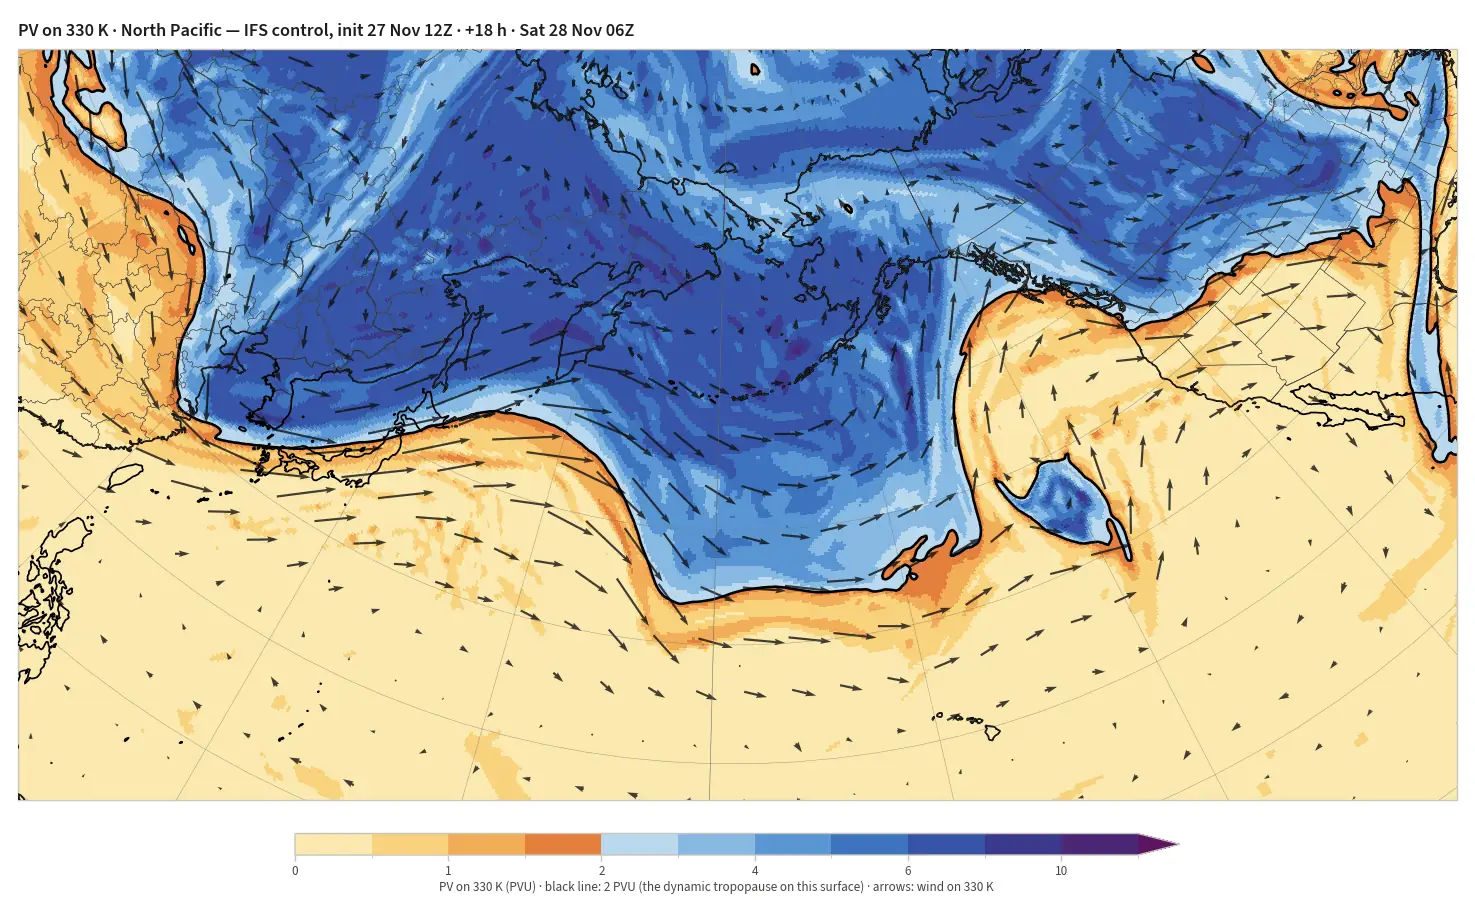 PV on 330 K · North Pacific — IFS control, init 27 Nov 12Z · +18 h · Sat 28 Nov 06Z
0 1 2 4 6 10
PV on 330 K (PVU) · black line: 2 PVU (the dynamic tropopause on this surface) · arrows: wind on 330 K